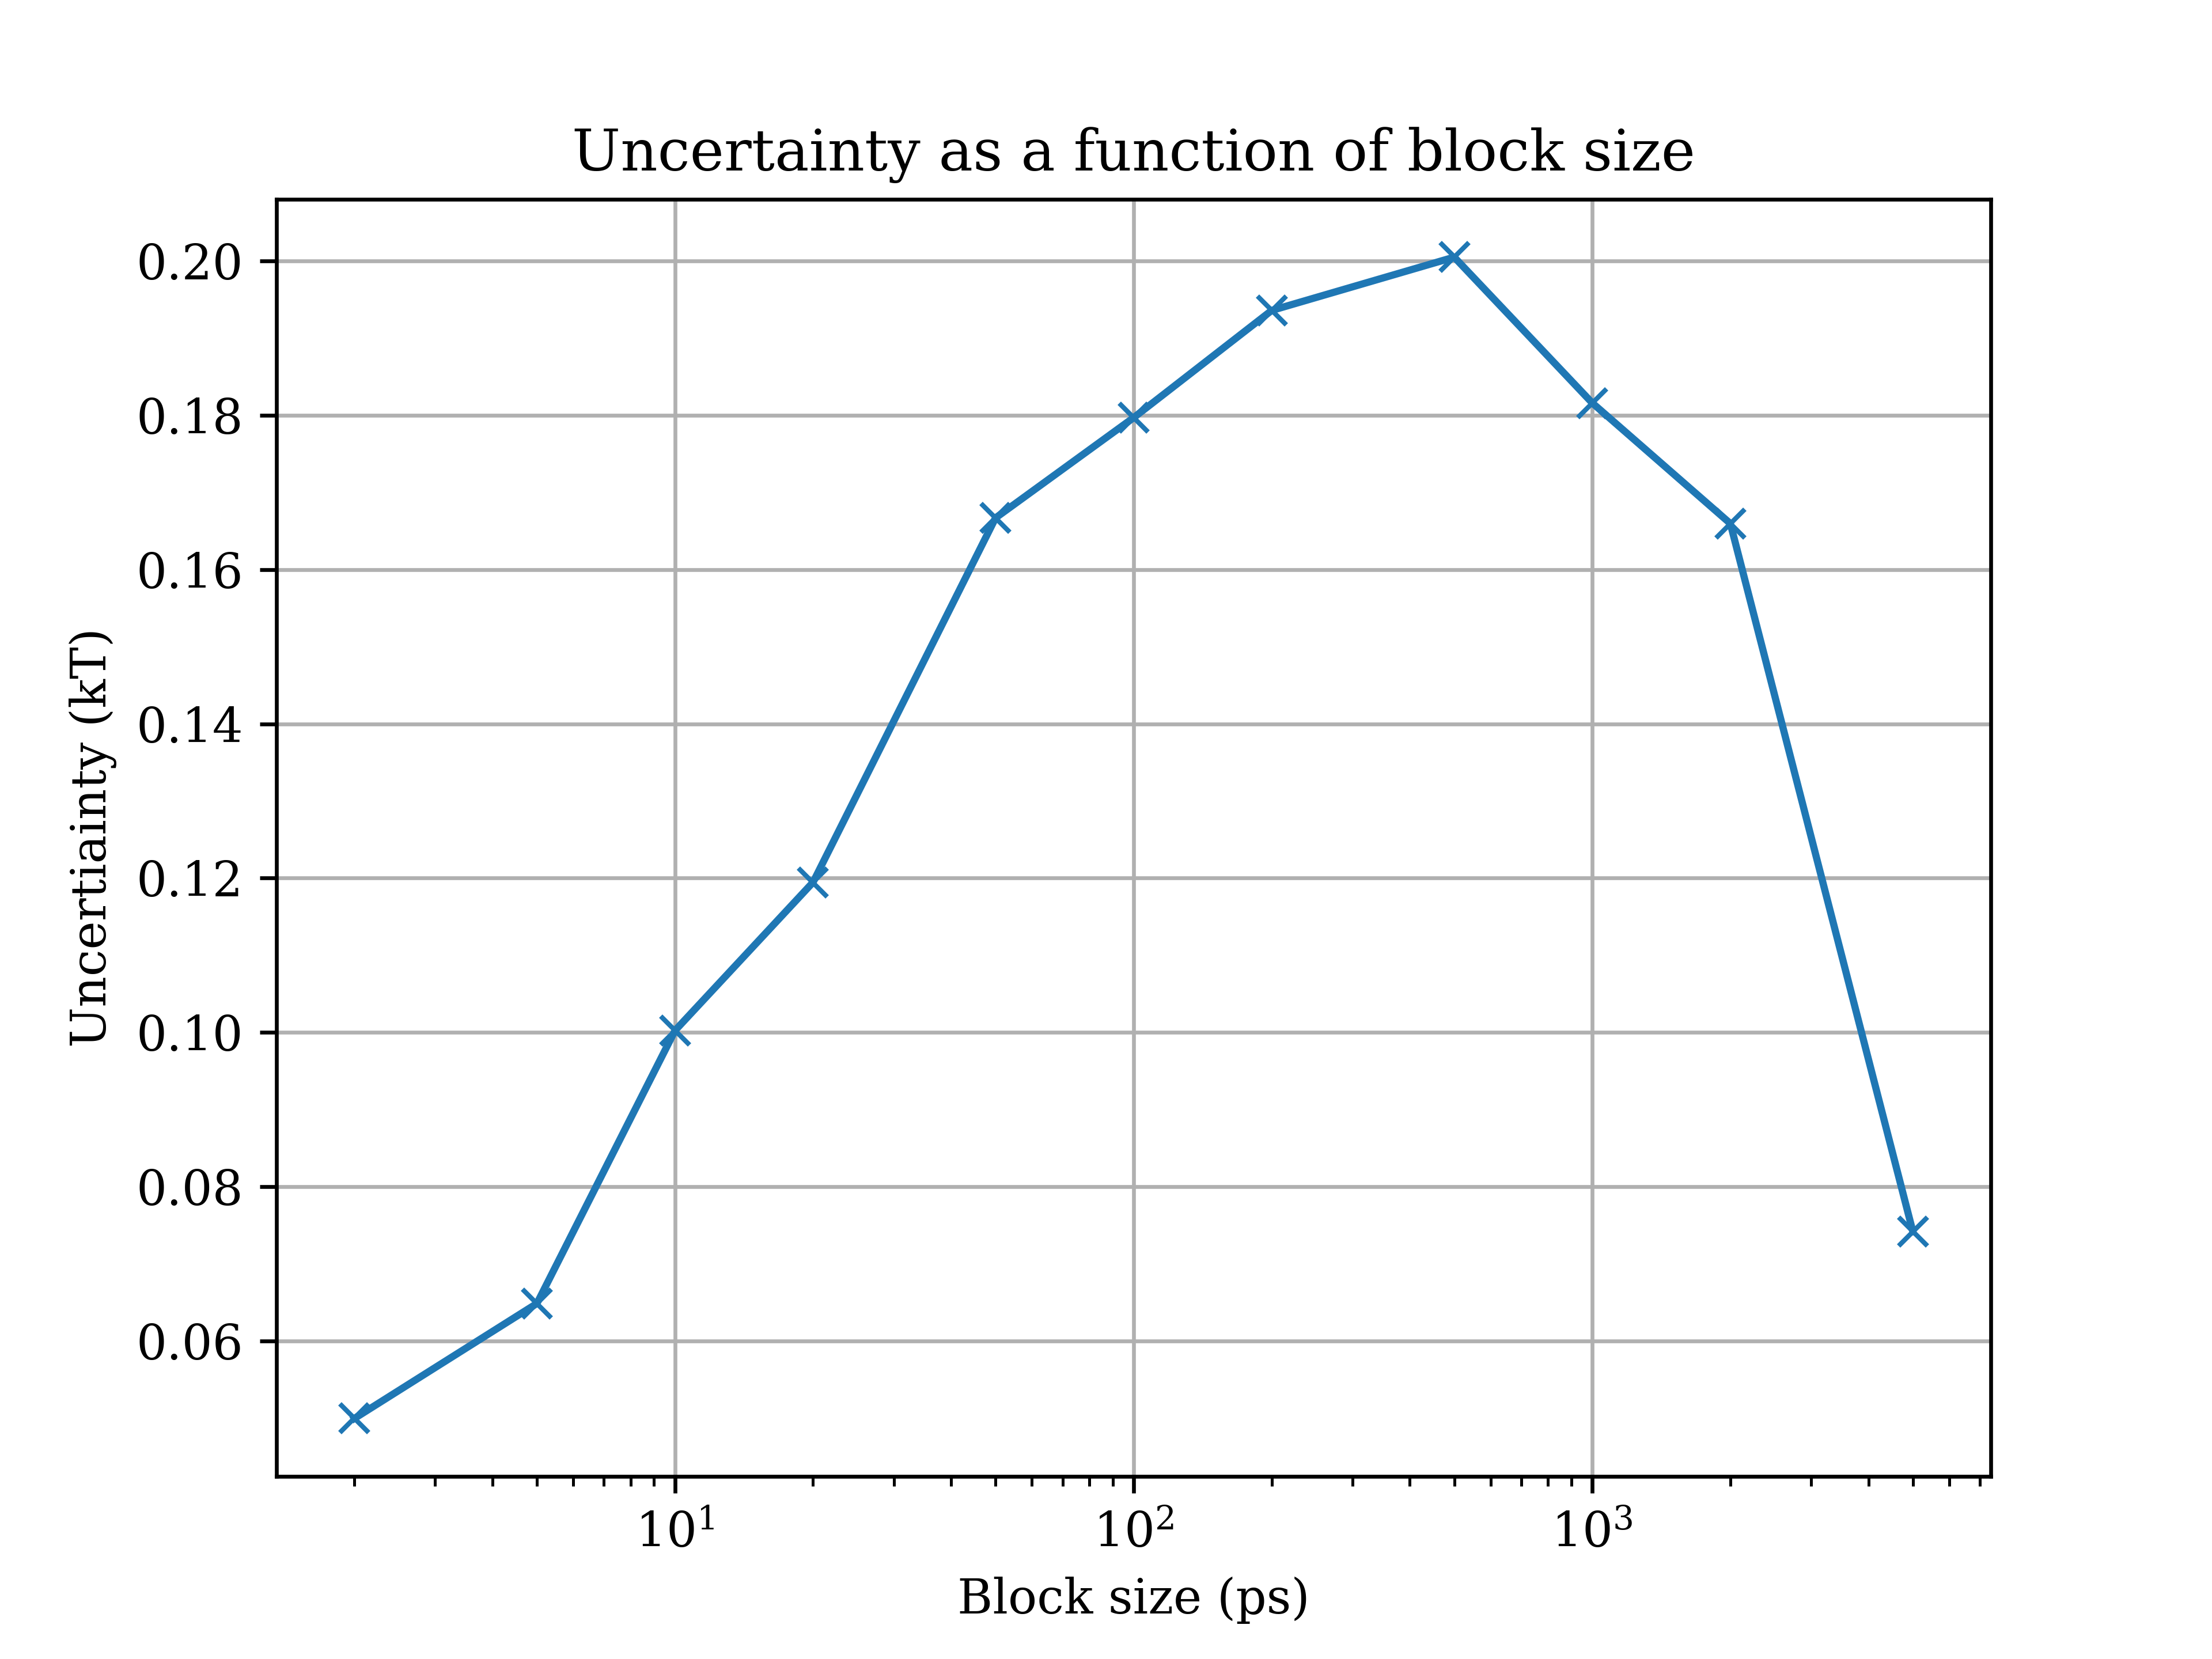 Uncertainty as a function of block size
0.20
0.18
0.16
0.14
0.12
0.10
0.08
0.06
Uncertiainty (kT)
10¹ 10² 10³
Block size (ps)